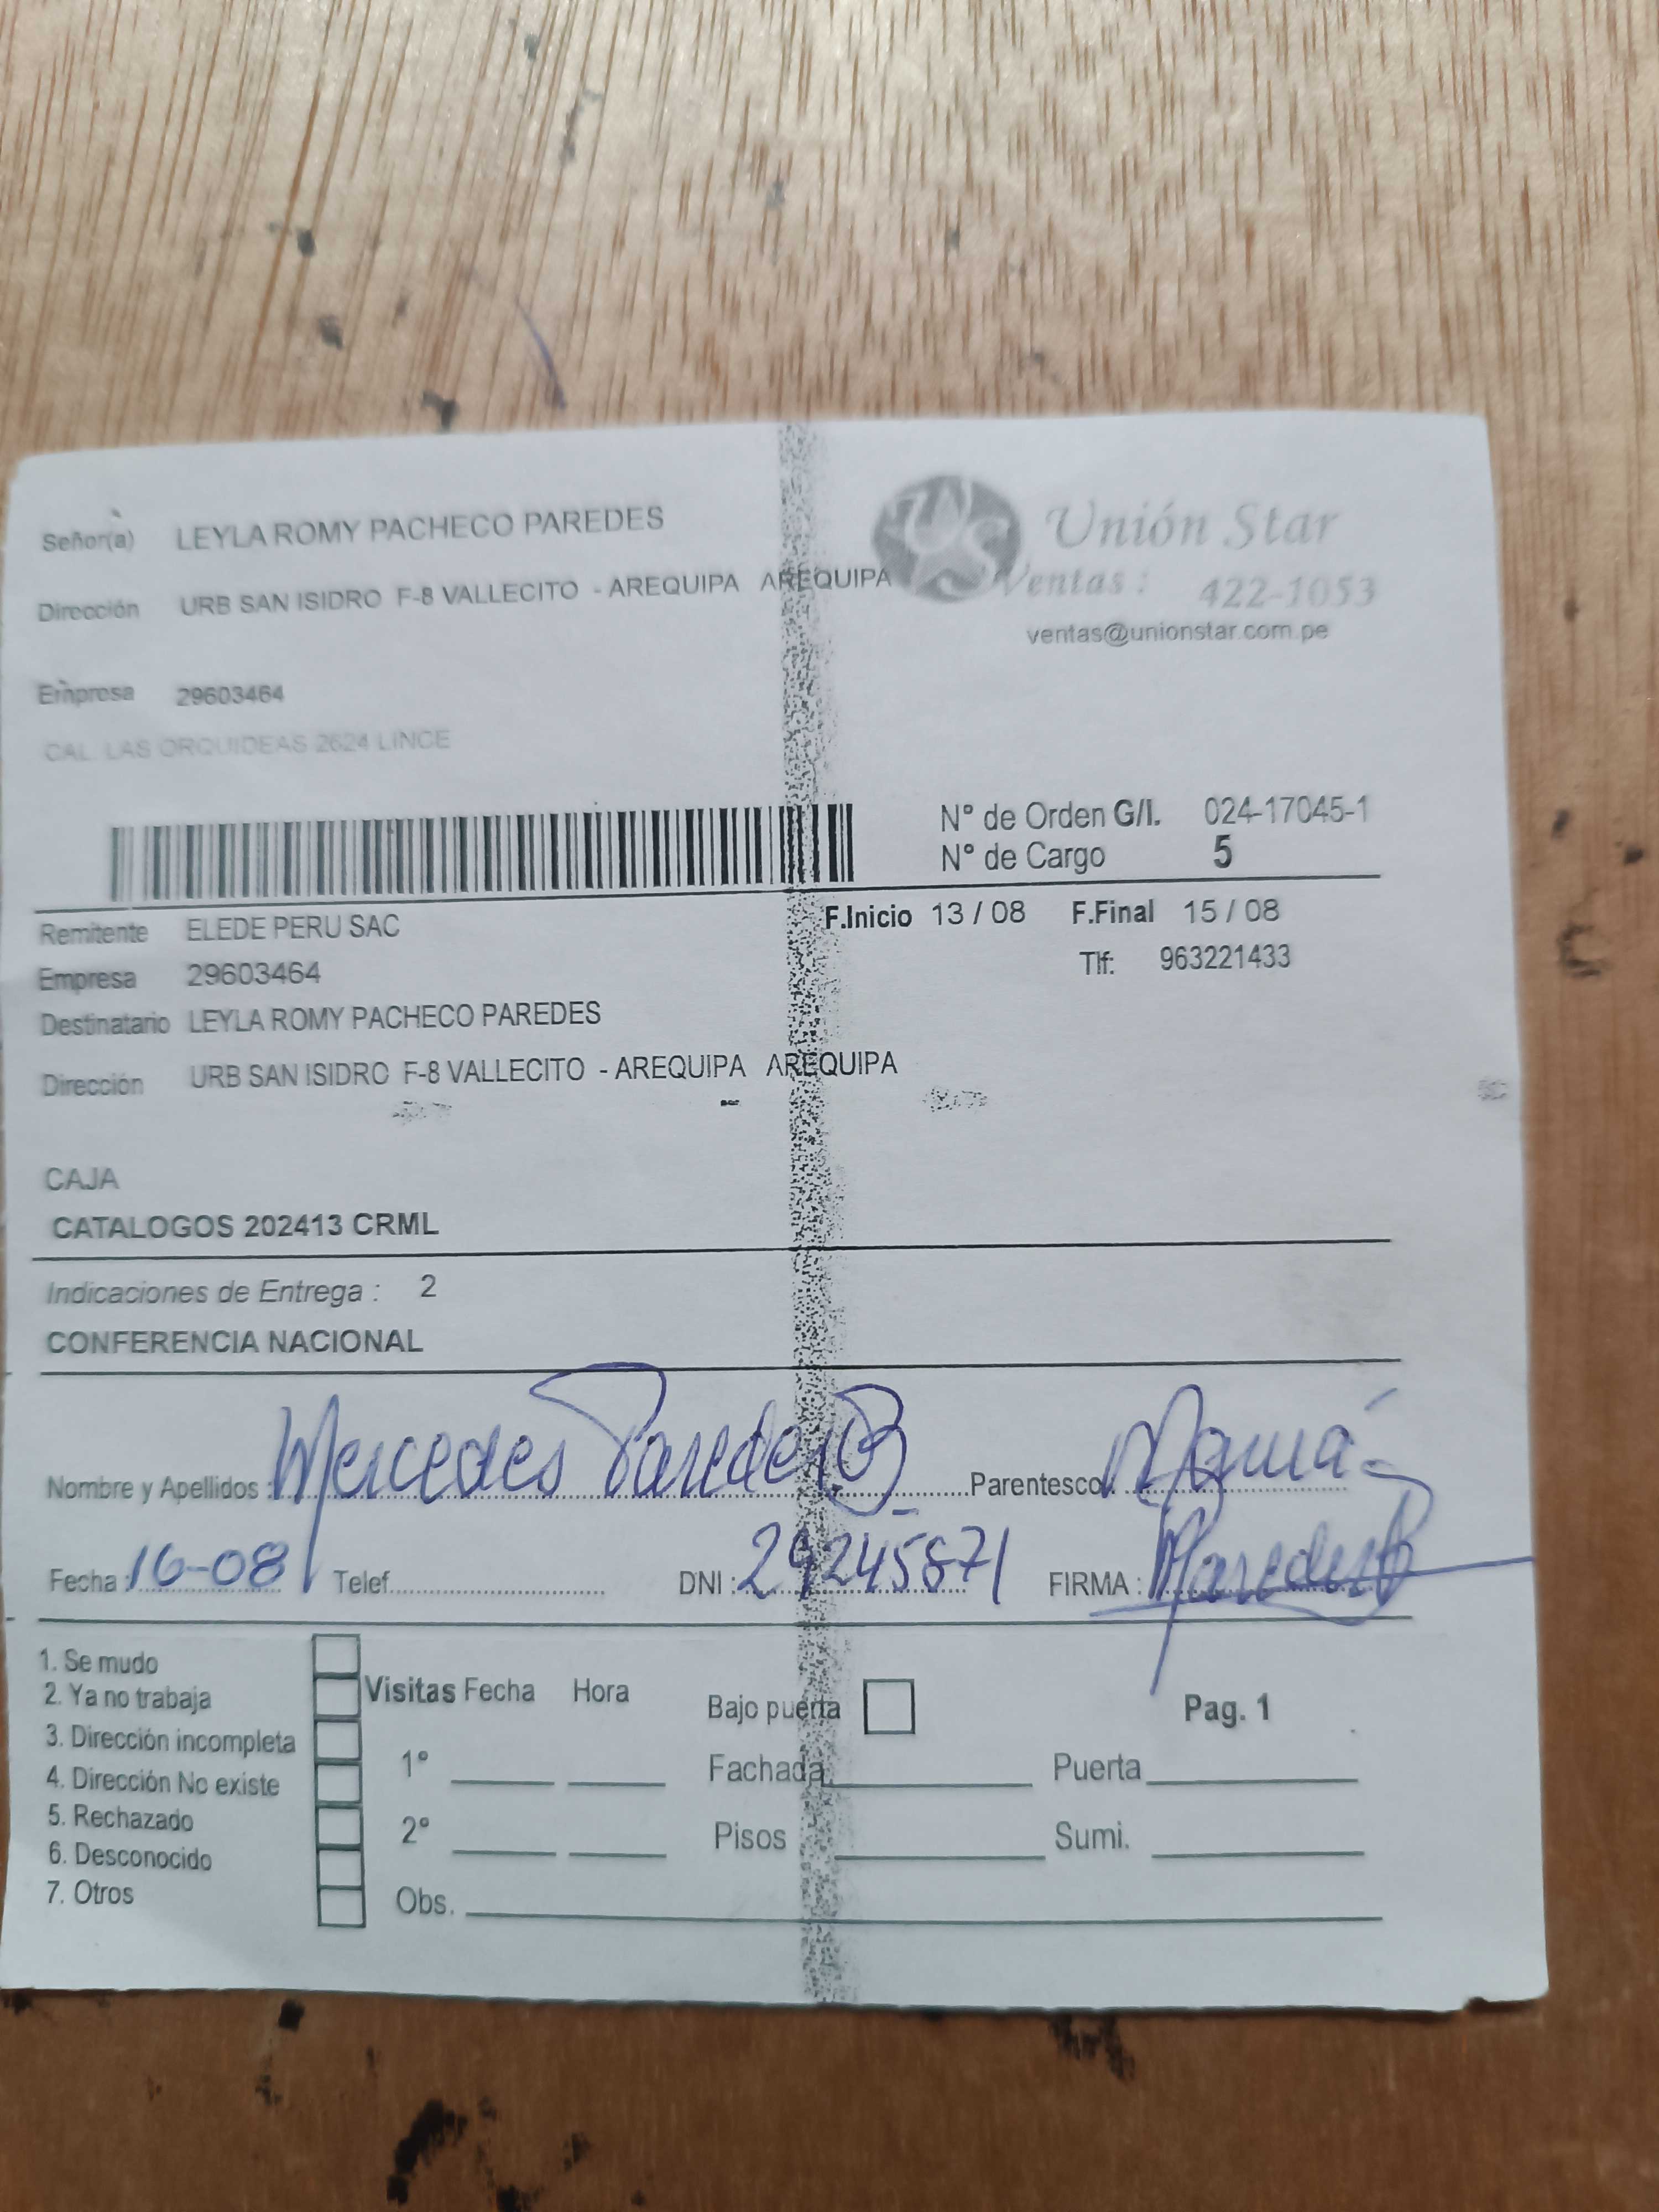 Señor(a) LEYLA ROMY PACHECO PAREDES
Unión Star
Dirección URB SAN ISIDRO F-8 VALLECITO - AREQUIPA AREQUIPA
Ventas : 422-1053
ventas@unionstar.com.pe
Empresa 29603464
CAL. LAS ORQUIDEAS 2624 LINCE
N° de Orden G/I. 024-17045-1
N° de Cargo 5
Remitente ELEDE PERU SAC F.Inicio 13 / 08 F.Final 15 / 08
Empresa 29603464 Tlf: 963221433
Destinatario LEYLA ROMY PACHECO PAREDES
Dirección URB SAN ISIDRO F-8 VALLECITO - AREQUIPA AREQUIPA
CAJA
CATALOGOS 202413 CRML
Indicaciones de Entrega : 2
CONFERENCIA NACIONAL
Nombre y Apellidos : Mercedes Paredes B Parentesco. Mamá
Fecha : 16-08 Telef. DNI : 29245871 FIRMA : Paredes B
1. Se mudo
2. Ya no trabaja
3. Dirección incompleta
4. Dirección No existe
5. Rechazado
6. Desconocido
7. Otros
Visitas Fecha Hora Bajo puerta Pag. 1
1° Fachada Puerta
2° Pisos Sumi.
Obs.